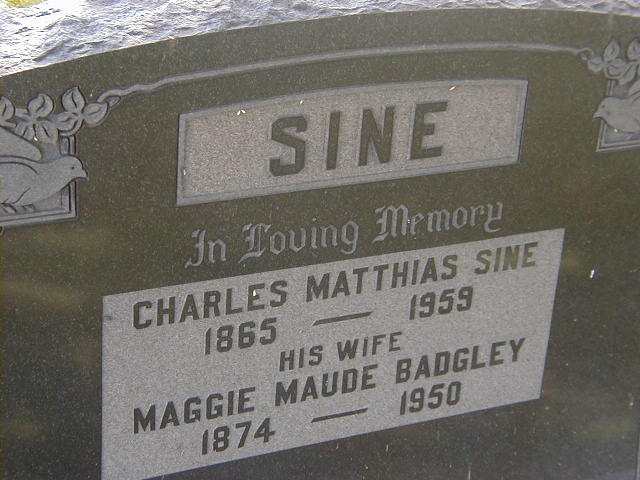 SINE
In Loving Memory
CHARLES MATTHIAS SINE
1865 — 1959
HIS WIFE
MAGGIE MAUDE BADGLEY
1874 — 1950